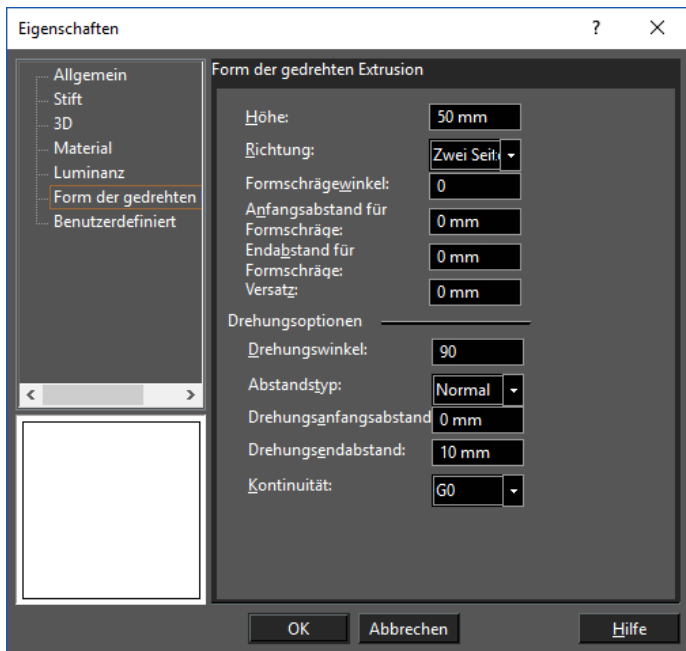 Eigenschaften
?
Allgemein
Stift
3D
Material
Luminanz
Form der gedrehten
Benutzerdefiniert
Form der gedrehten Extrusion
Höhe: 50 mm
Richtung: Zwei Seite
Formschrägewinkel: 0
Anfangsabstand für
Formschräge: 0 mm
Endabstand für
Formschräge: 0 mm
Versatz: 0 mm
Drehungsoptionen
Drehungswinkel: 90
Abstandstyp: Normal
Drehungsanfangsabstand 0 mm
Drehungsendabstand: 10 mm
Kontinuität: G0
OK Abbrechen Hilfe